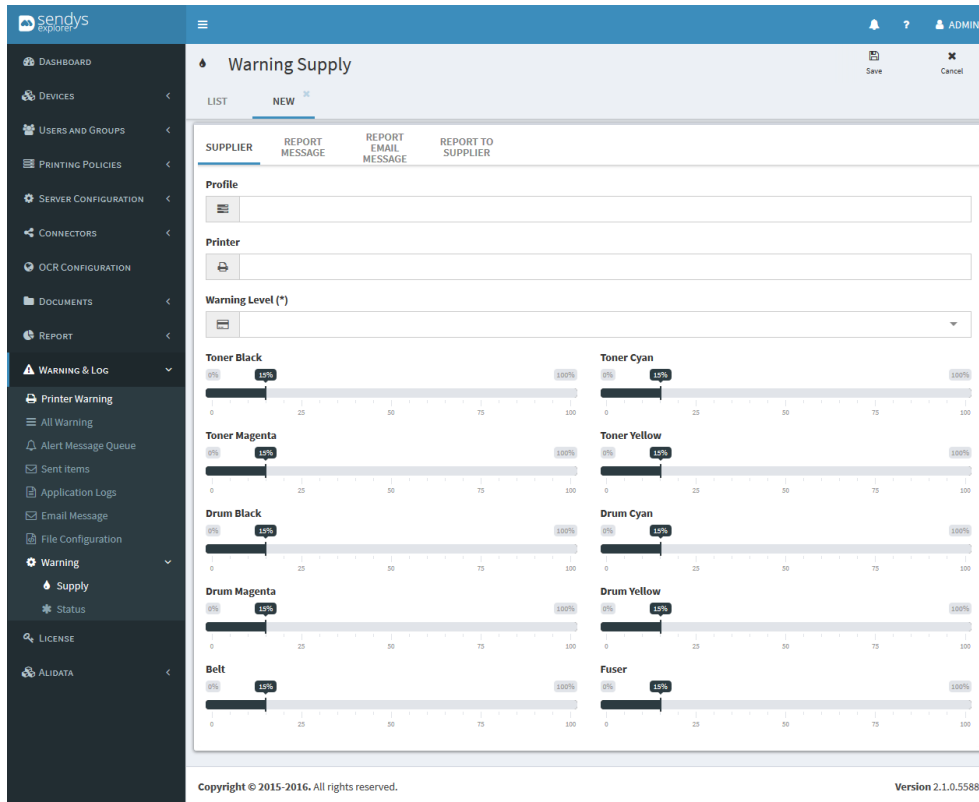 sendys
explorer
ADMIN
DASHBOARD
DEVICES
USERS AND GROUPS
PRINTING POLICIES
SERVER CONFIGURATION
CONNECTORS
OCR CONFIGURATION
DOCUMENTS
REPORT
WARNING & LOG
Printer Warning
All Warning
Alert Message Queue
Sent items
Application Logs
Email Message
File Configuration
Warning
Supply
Status
LICENSE
ALIDATA
Warning Supply
Save
Cancel
LIST NEW
SUPPLIER
REPORT
MESSAGE
REPORT
EMAIL
MESSAGE
REPORT TO
SUPPLIER
Profile
Printer
Warning Level (*)
Toner Black
0% 15% 100%
0 25 50 75 100
Toner Cyan
0% 15% 100%
0 25 50 75 100
Toner Magenta
0% 15% 100%
0 25 50 75 100
Toner Yellow
0% 15% 100%
0 25 50 75 100
Drum Black
0% 15% 100%
0 25 50 75 100
Drum Cyan
0% 15% 100%
0 25 50 75 100
Drum Magenta
0% 15% 100%
0 25 50 75 100
Drum Yellow
0% 15% 100%
0 25 50 75 100
Belt
0% 15% 100%
0 25 50 75 100
Fuser
0% 15% 100%
0 25 50 75 100
Copyright © 2015-2016. All rights reserved.
Version 2.1.0.5588